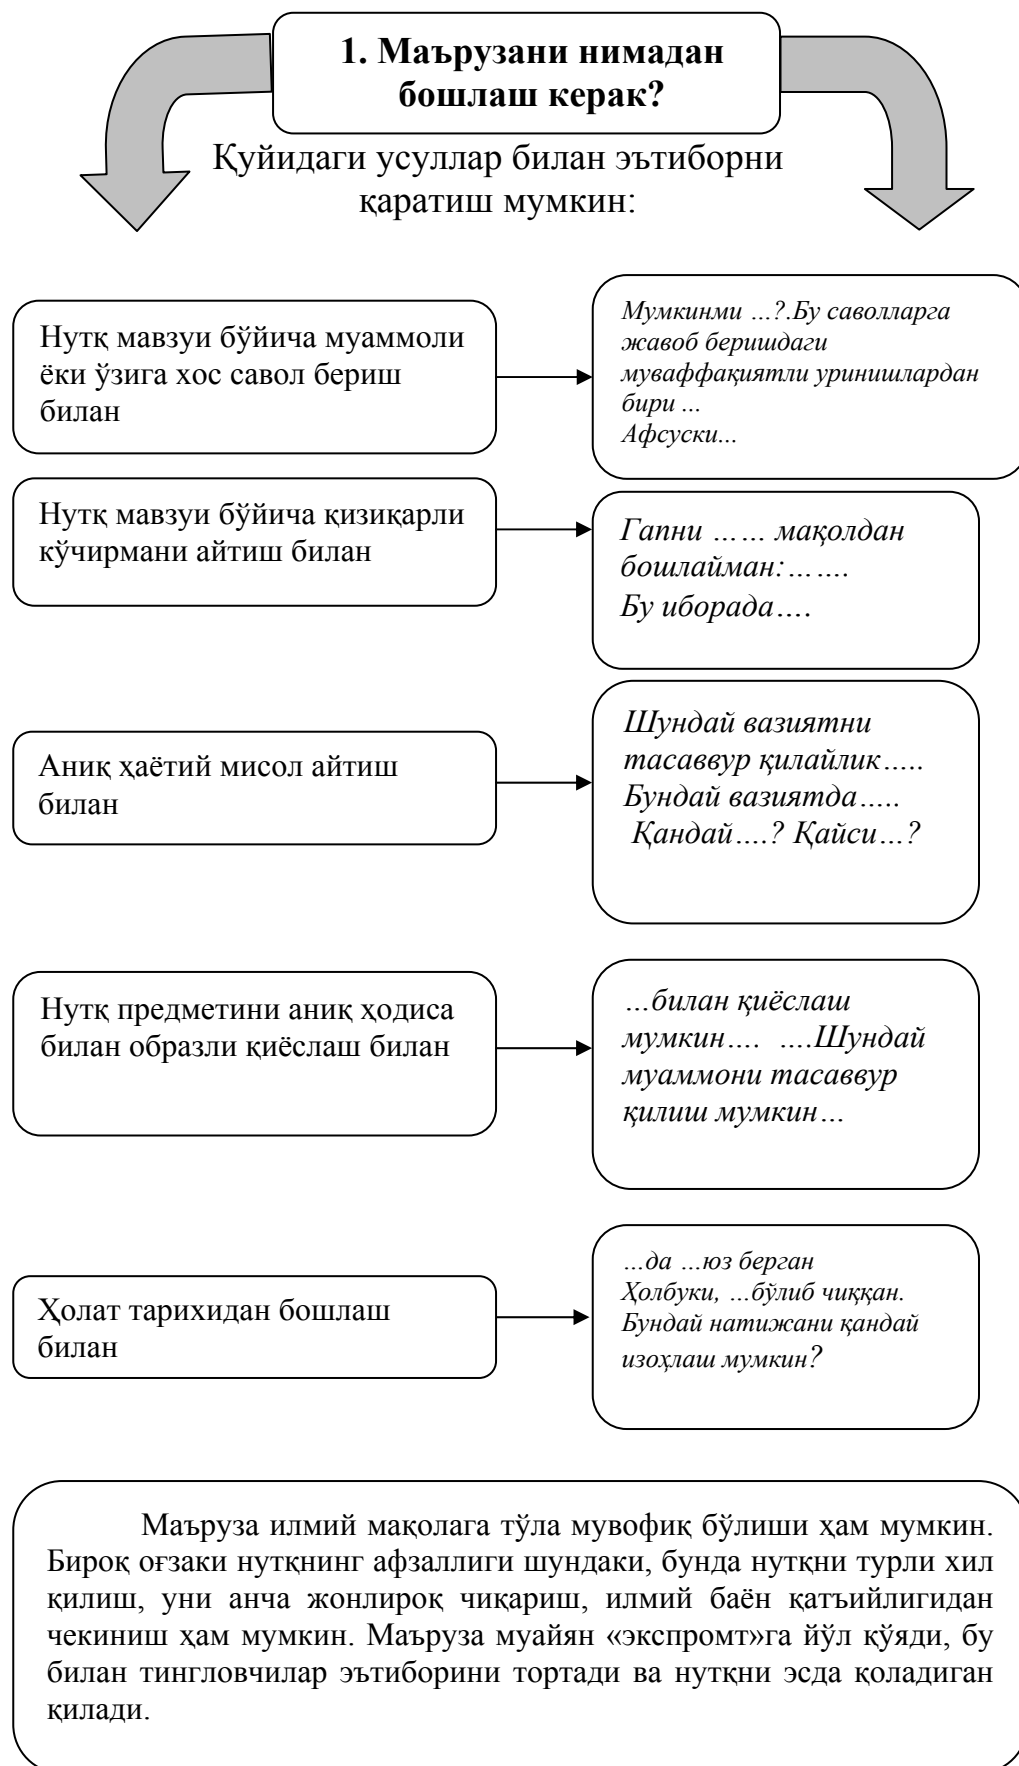 1. Маърузани нимадан
бошлаш керак?
Қуйидаги усуллар билан эътиборни
қаратиш мумкин:
Нутқ мавзуи бўйича муаммоли
ёки ўзига хос савол бериш
билан
Мумкинми …?.Бу саволларга
жавоб беришдаги
муваффақиятли уринишлардан
бири …
Афсуски...
Нутқ мавзуи бўйича қизиқарли
кўчирмани айтиш билан
Гапни …… мақолдан
бошлайман:…….
Бу иборада….
Аниқ ҳаётий мисол айтиш
билан
Шундай вазиятни
тасаввур қилайлик…..
Бундай вазиятда…..
Қандай….? Қайси…?
Нутқ предметини аниқ ҳодиса
билан образли қиёслаш билан
…билан қиёслаш
мумкин…. ….Шундай
муаммони тасаввур
қилиш мумкин…
Ҳолат тарихидан бошлаш
билан
…да …юз берган
Ҳолбуки, …бўлиб чиққан.
Бундай натижани қандай
изоҳлаш мумкин?
Маъруза илмий мақолага тўла мувофиқ бўлиши ҳам мумкин.
Бироқ оғзаки нутқнинг афзаллиги шундаки, бунда нутқни турли хил
қилиш, уни анча жонлироқ чиқариш, илмий баён қатъийлигидан
чекиниш ҳам мумкин. Маъруза муайян «экспромт»га йўл қўяди, бу
билан тингловчилар эътиборини тортади ва нутқни эсда қоладиган
қилади.